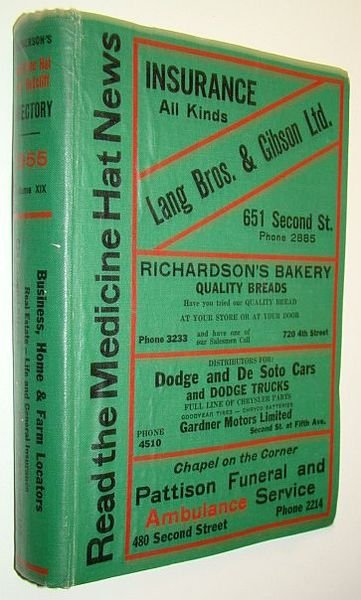 DIRECTORY
Volume XIX
Business, Home & Farm Locators
Real Estate — Life and General Insurance
Read the Medicine Hat News
INSURANCE
All Kinds
Lang Bros. & Gibson Ltd.
651 Second St.
Phone 2885
RICHARDSON'S BAKERY
QUALITY BREADS
Have you tried our QUALITY BREAD
AT YOUR STORE or AT YOUR DOOR
Phone 3233 and have one of our Salesmen Call 720 4th Street
DISTRIBUTORS FOR:
Dodge and De Soto Cars
and DODGE TRUCKS
FULL LINE OF CHRYSLER PARTS
GOODYEAR TIRES — BATTERIES
PHONE 4510
Gardner Motors Limited
Second St. at Fifth Ave.
Chapel on the Corner
Pattison Funeral and
Ambulance Service
480 Second Street Phone 2214